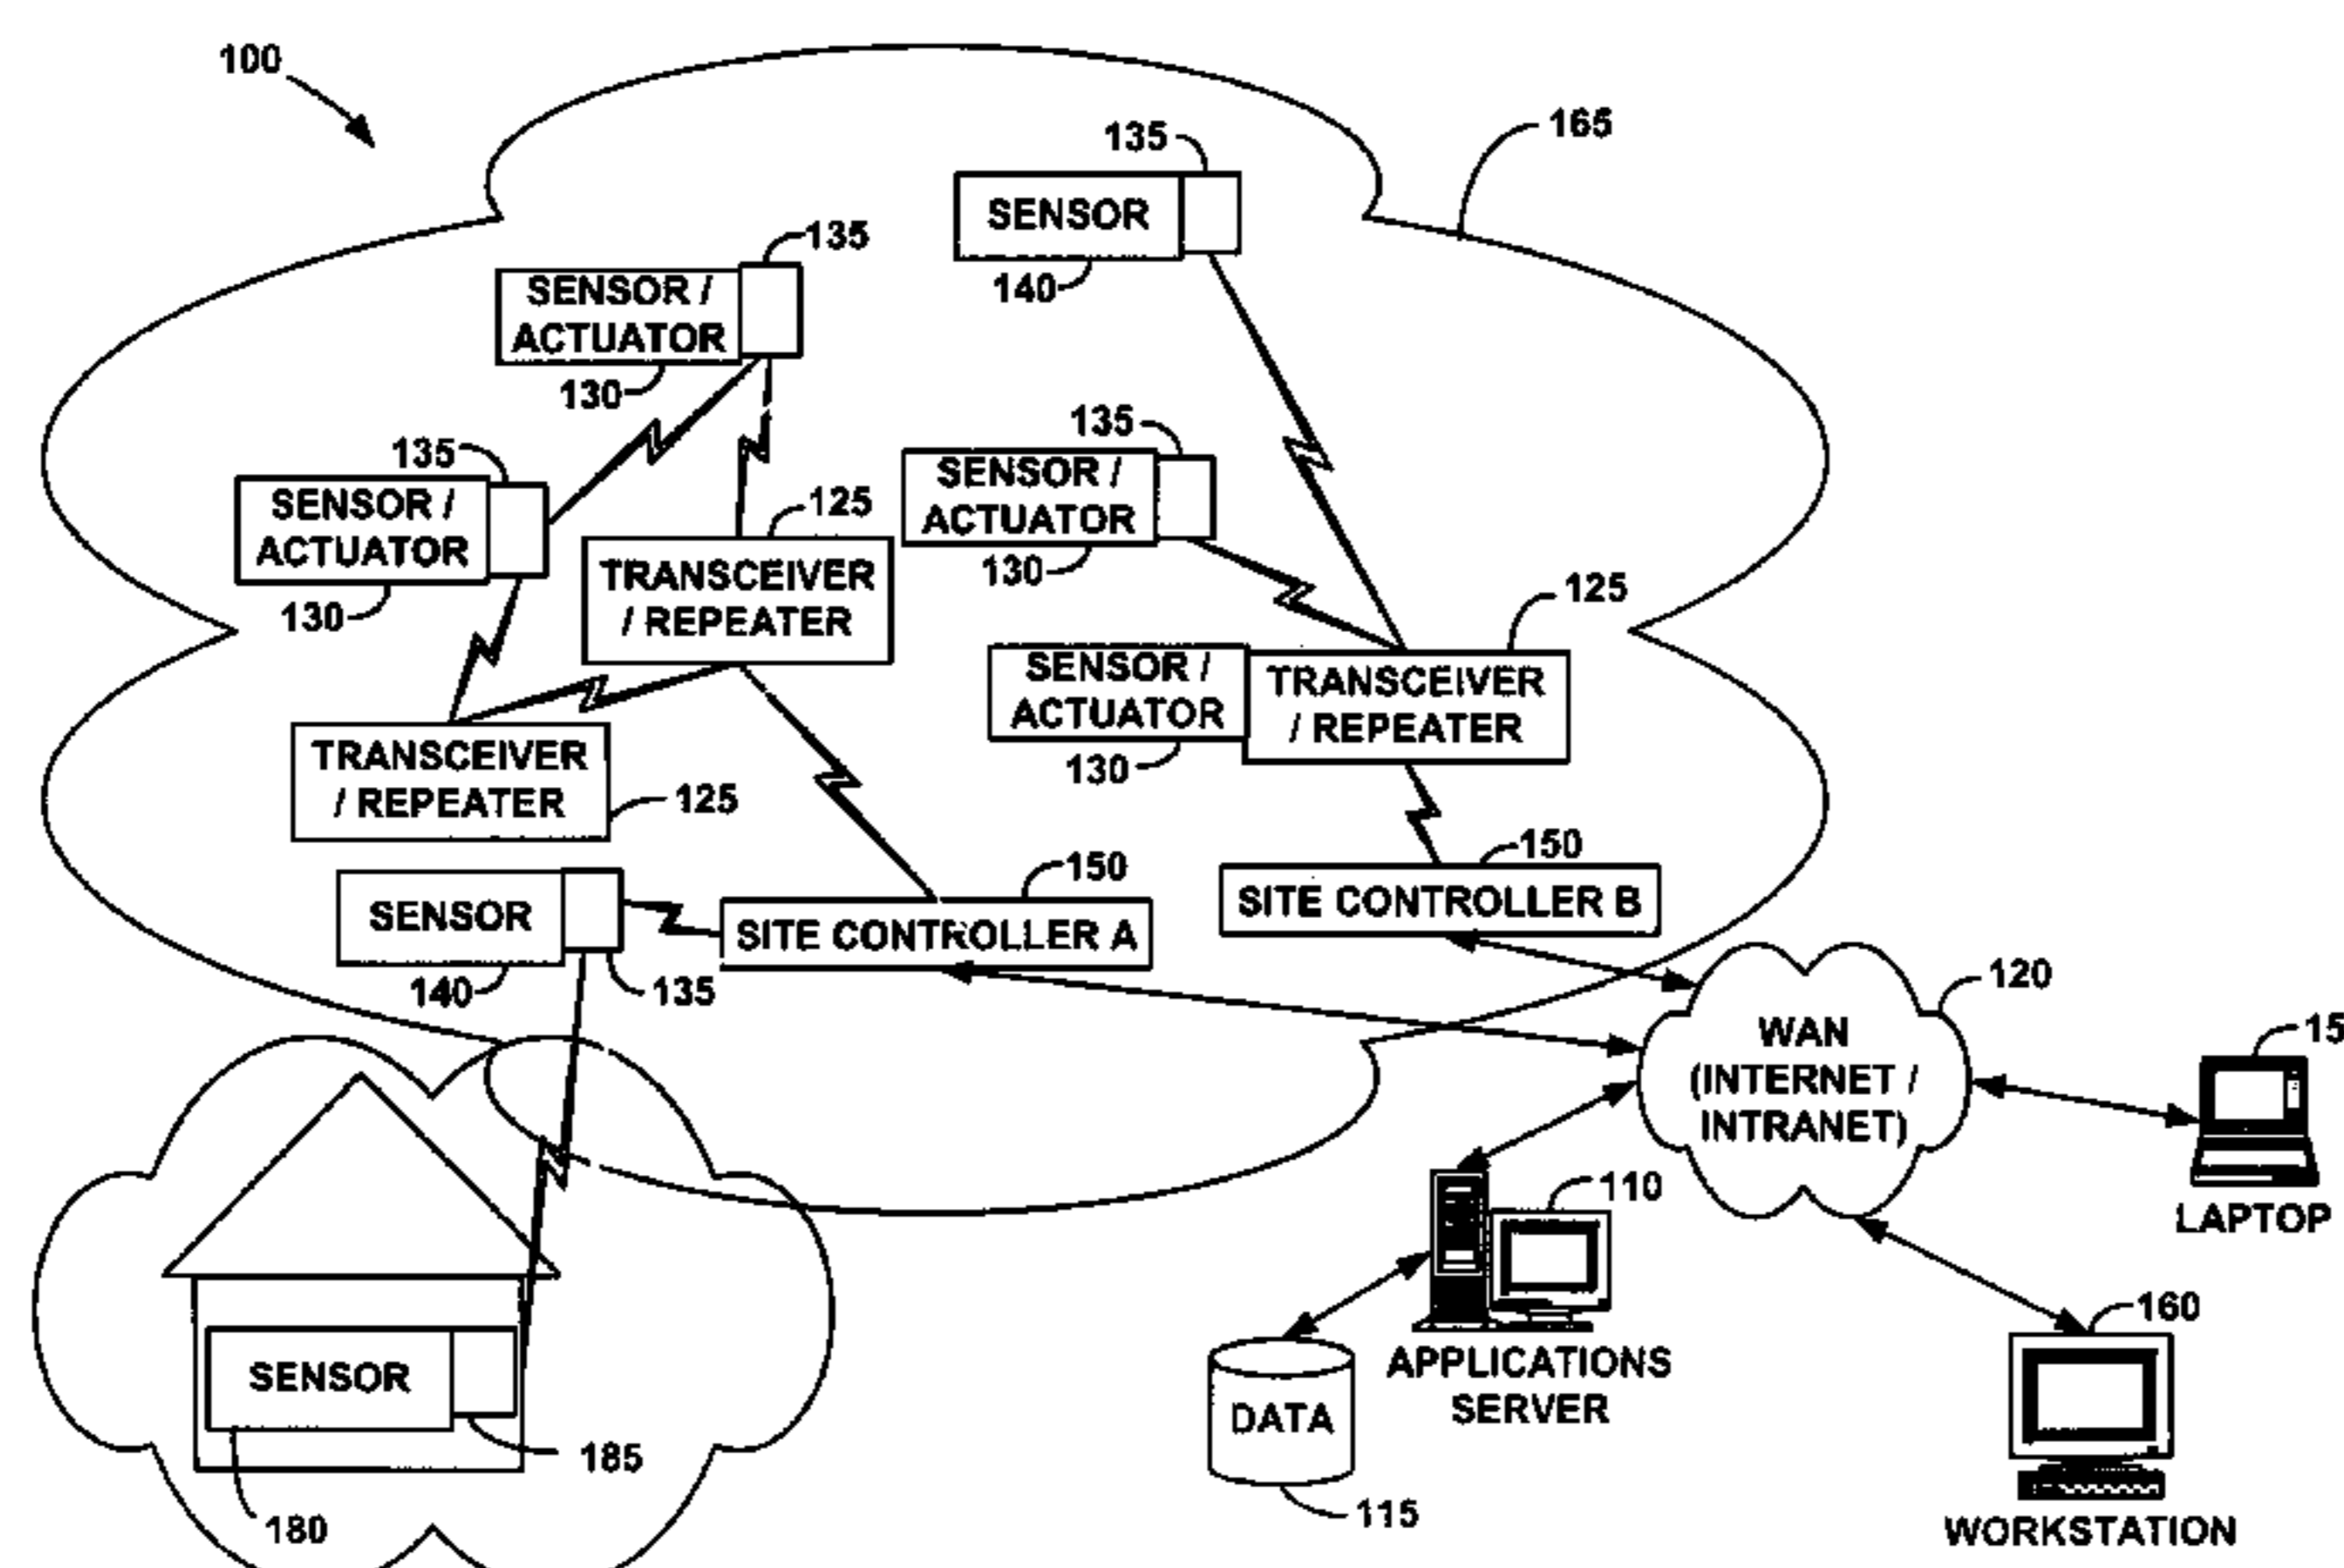 100
165
135
SENSOR
140
135
SENSOR /
ACTUATOR
130
135
SENSOR /
ACTUATOR
130
135
SENSOR /
ACTUATOR
130
125
TRANSCEIVER
/ REPEATER
125
SENSOR /
ACTUATOR
130
TRANSCEIVER
/ REPEATER
TRANSCEIVER
/ REPEATER
125
150
SITE CONTROLLER B
150
SITE CONTROLLER A
SENSOR
140
135
120
WAN
(INTERNET /
INTRANET)
15
LAPTOP
110
APPLICATIONS
SERVER
160
WORKSTATION
DATA
115
SENSOR
185
180